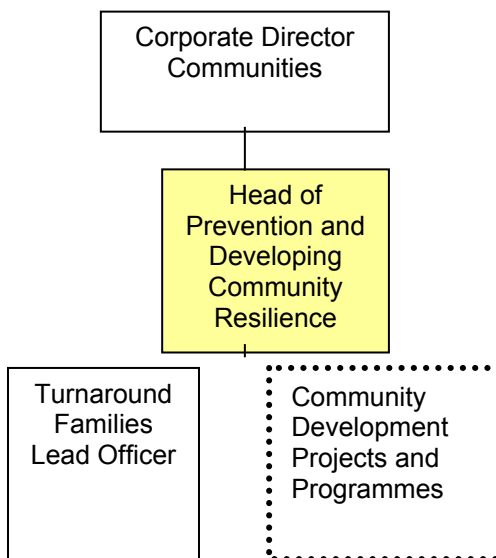 Corporate Director
Communities
Head of
Prevention and
Developing
Community
Resilience
Turnaround
Families
Lead Officer
Community
Development
Projects and
Programmes